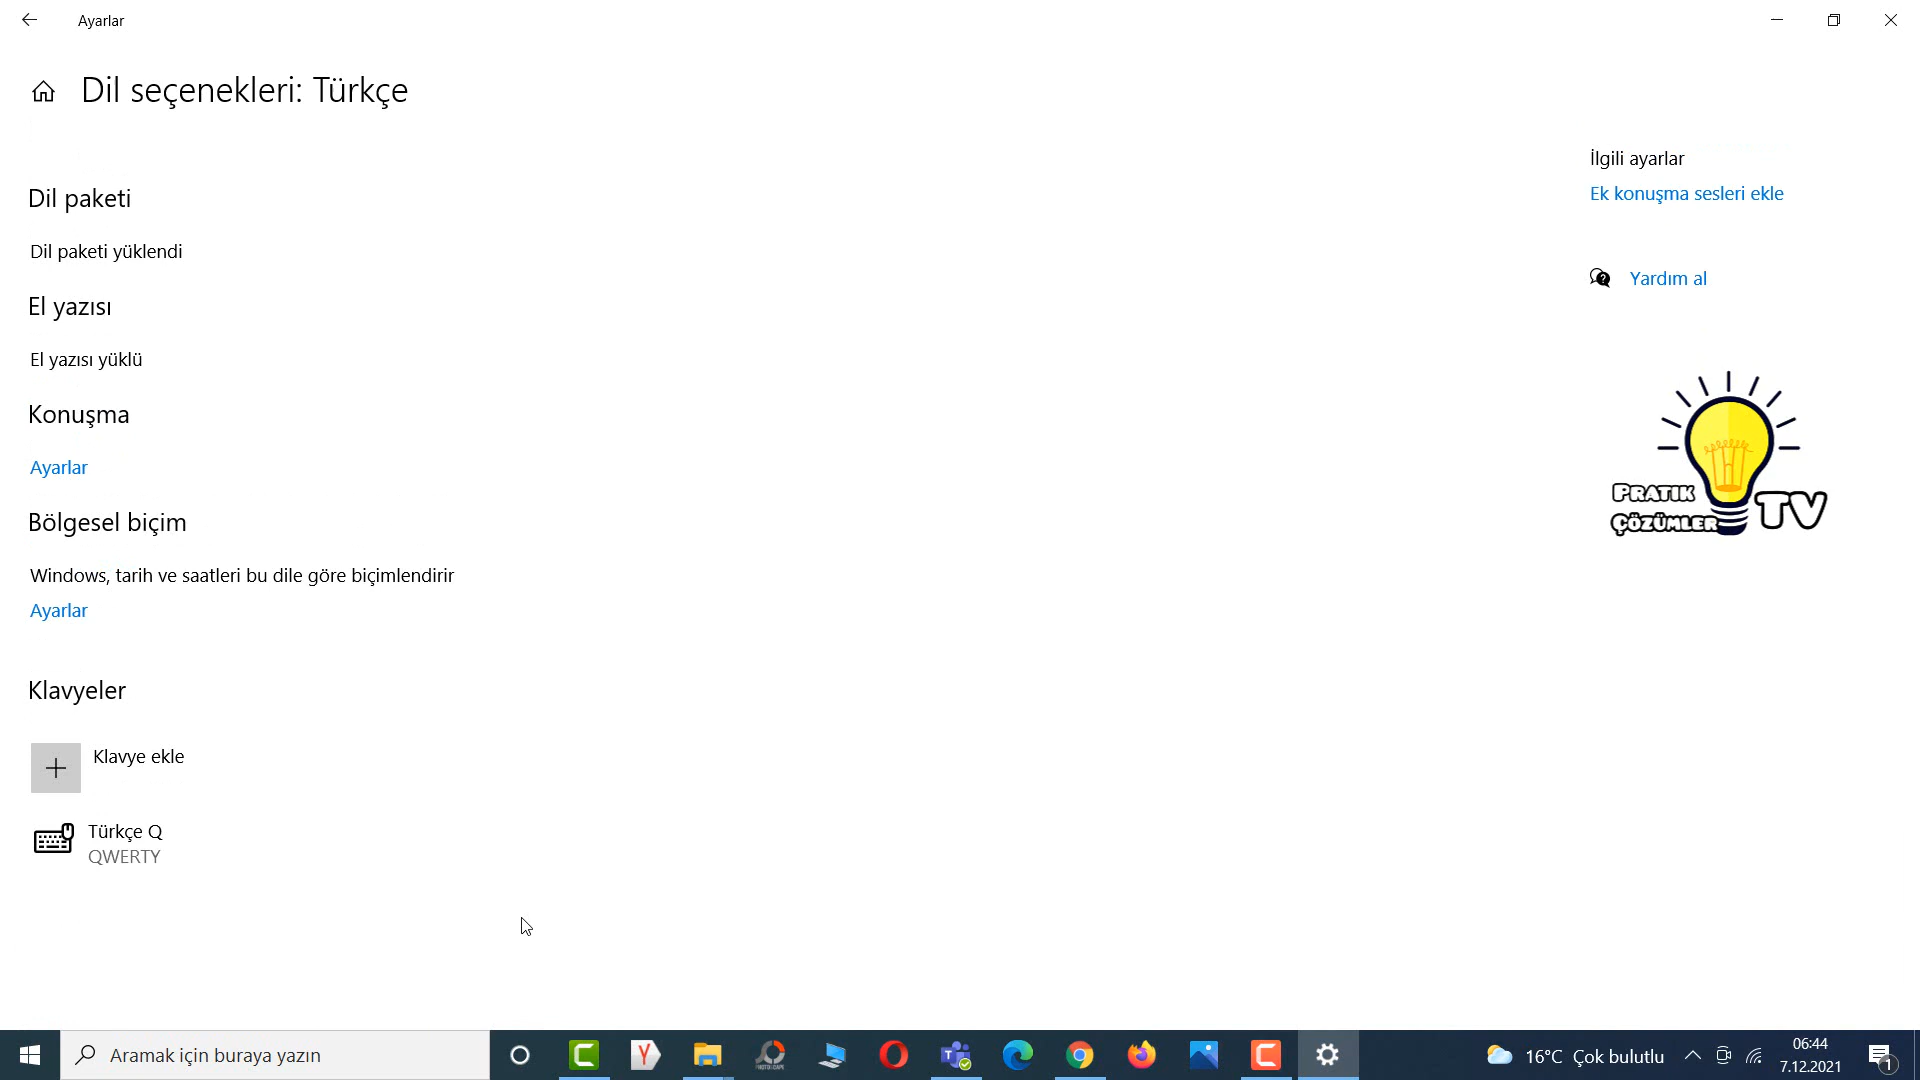 Ayarlar
Dil seçenekleri: Türkçe
Dil paketi
Dil paketi yüklendi
El yazısı
El yazısı yüklü
Konuşma
Ayarlar
Bölgesel biçim
Windows, tarih ve saatleri bu dile göre biçimlendirir
Ayarlar
Klavyeler
Klavye ekle
Türkçe Q
QWERTY
İlgili ayarlar
Ek konuşma sesleri ekle
Yardım al
PRATIK
ÇÖZÜMLER TV
Aramak için buraya yazın
16°C Çok bulutlu
06:44
7.12.2021
1